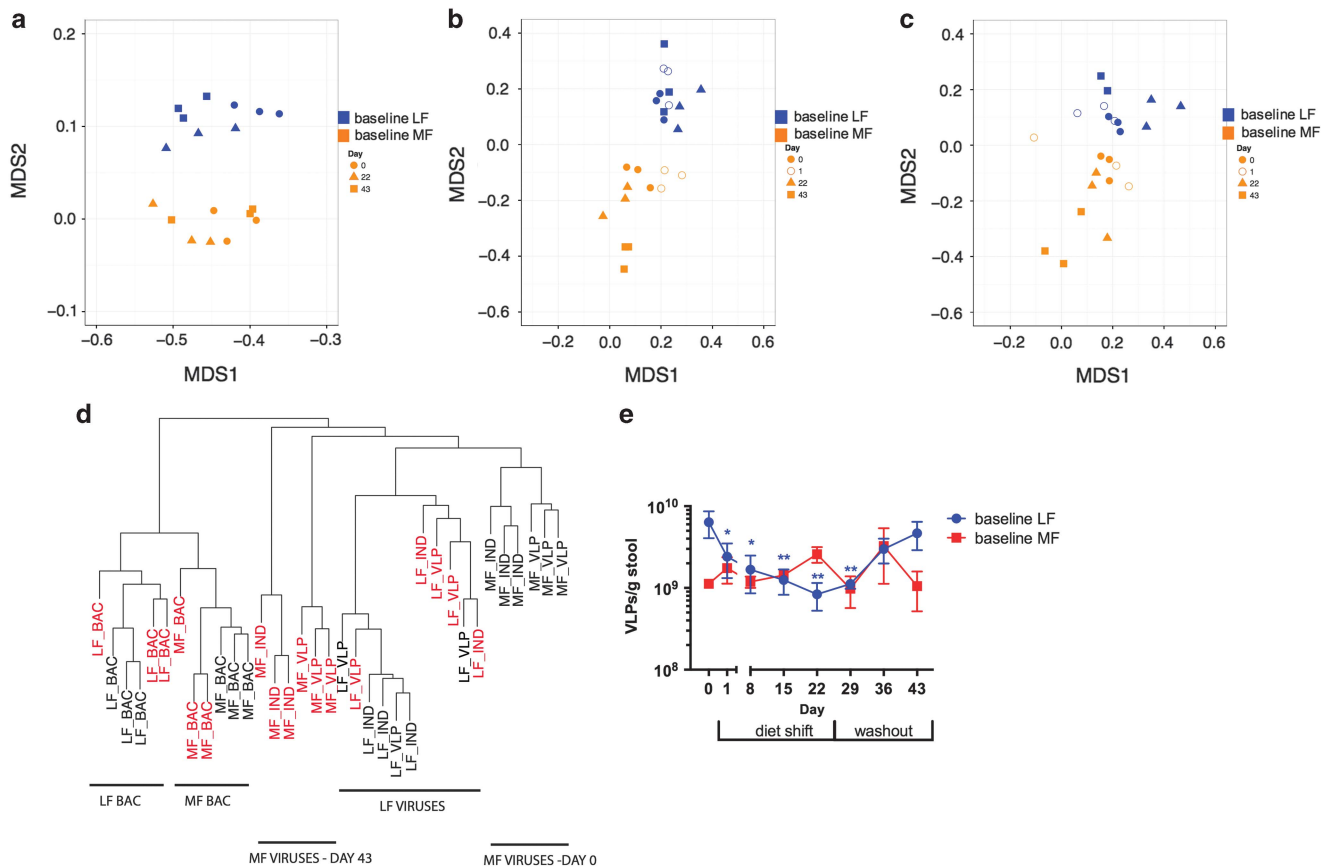 a
0.2
0.1
0.0
−0.1
MDS2
−0.6
−0.5
−0.4
−0.3
MDS1
baseline LF
baseline MF
Day
0
22
43
b
0.4
0.2
0.0
−0.2
−0.4
−0.6
MDS2
−0.2
0.0
0.2
0.4
0.6
MDS1
baseline LF
baseline MF
Day
0
1
22
43
c
0.4
0.2
0.0
−0.2
−0.4
−0.6
MDS2
−0.2
0.0
0.2
0.4
0.6
MDS1
baseline LF
baseline MF
Day
0
1
22
43
d
LF_BAC
LF_BAC
LF_BAC
LF_BAC
LF_BAC
LF_BAC
MF_BAC
MF_BAC
MF_BAC
MF_BAC
MF_BAC
MF_BAC
MF_IND
MF_IND
MF_IND
MF_VLP
MF_VLP
MF_VLP
LF_VLP
LF_VLP
LF_IND
LF_IND
LF_VLP
LF_IND
LF_IND
LF_VLP
LF_VLP
LF_VLP
LF_IND
MF_IND
MF_IND
MF_IND
MF_VLP
MF_VLP
MF_VLP
LF BAC
MF BAC
LF VIRUSES
MF VIRUSES - DAY 43
MF VIRUSES -DAY 0
e
10¹⁰
10⁹
10⁸
VLPs/g stool
*
*
**
**
**
baseline LF
baseline MF
0 1 8 15 22 29 36 43
Day
diet shift
washout